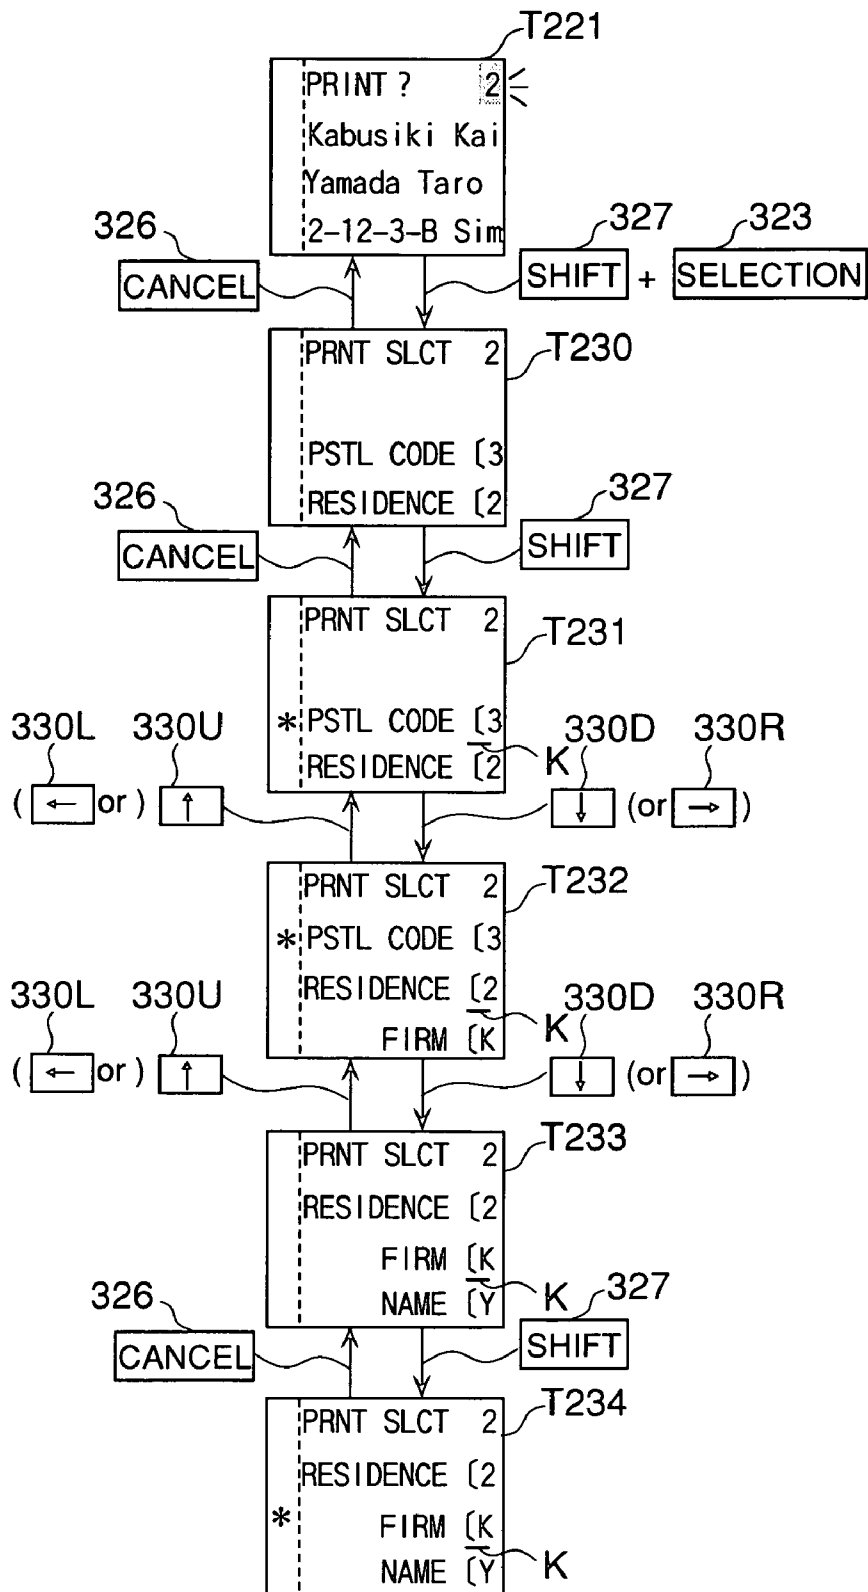 T221
PRINT? 2
Kabusiki Kai
Yamada Taro
2-12-3-B Sim
326
CANCEL
327 323
SHIFT + SELECTION
T230
PRNT SLCT 2
PSTL CODE [3
RESIDENCE [2
326
CANCEL
327
SHIFT
T231
PRNT SLCT 2
* PSTL CODE [3
RESIDENCE [2
K
330L 330U
( ← or) ↑
330D 330R
↓ (or → )
T232
PRNT SLCT 2
* PSTL CODE [3
RESIDENCE [2
FIRM [K
K
330L 330U
( ← or) ↑
330D 330R
↓ (or → )
T233
PRNT SLCT 2
RESIDENCE [2
FIRM [K
NAME [Y
K
326
CANCEL
327
SHIFT
T234
PRNT SLCT 2
RESIDENCE [2
* FIRM [K
NAME [Y
K